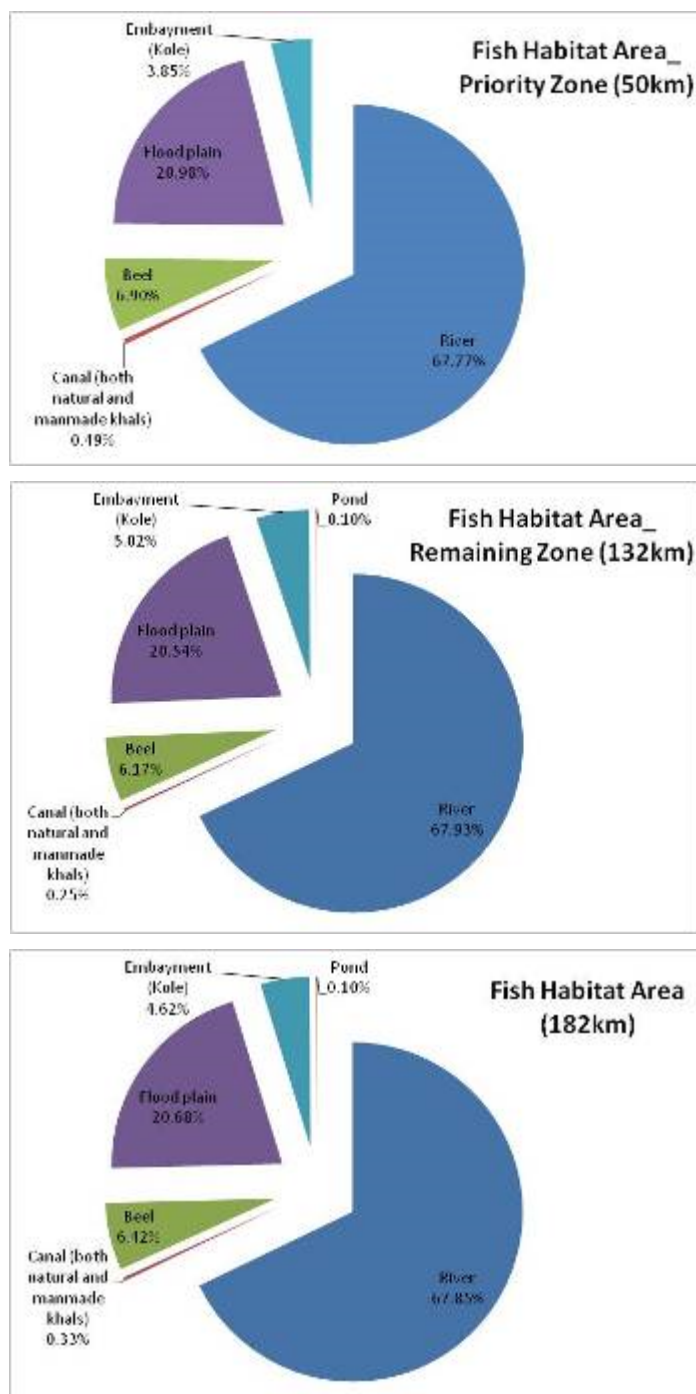 Embayment
(Kole)
3.85%
Fish Habitat Area_
Priority Zone (50km)
Flood plain
20.98%
Beel
6.90%
River
67.77%
Canal (both
natural and
manmade khals)
0.49%
Embayment
(Kole)
5.02%
Pond
_0.10%
Fish Habitat Area_
Remaining Zone (132km)
Flood plain
20.54%
Beel
6.17%
River
67.93%
Canal (both
natural and
manmade
khals)
0.25%
Embayment
(Kole)
4.62%
Pond
_0.10%
Fish Habitat Area
(182km)
Flood plain
20.68%
Beel
6.42%
River
67.85%
Canal (both
natural and
manmade
khals)
0.33%